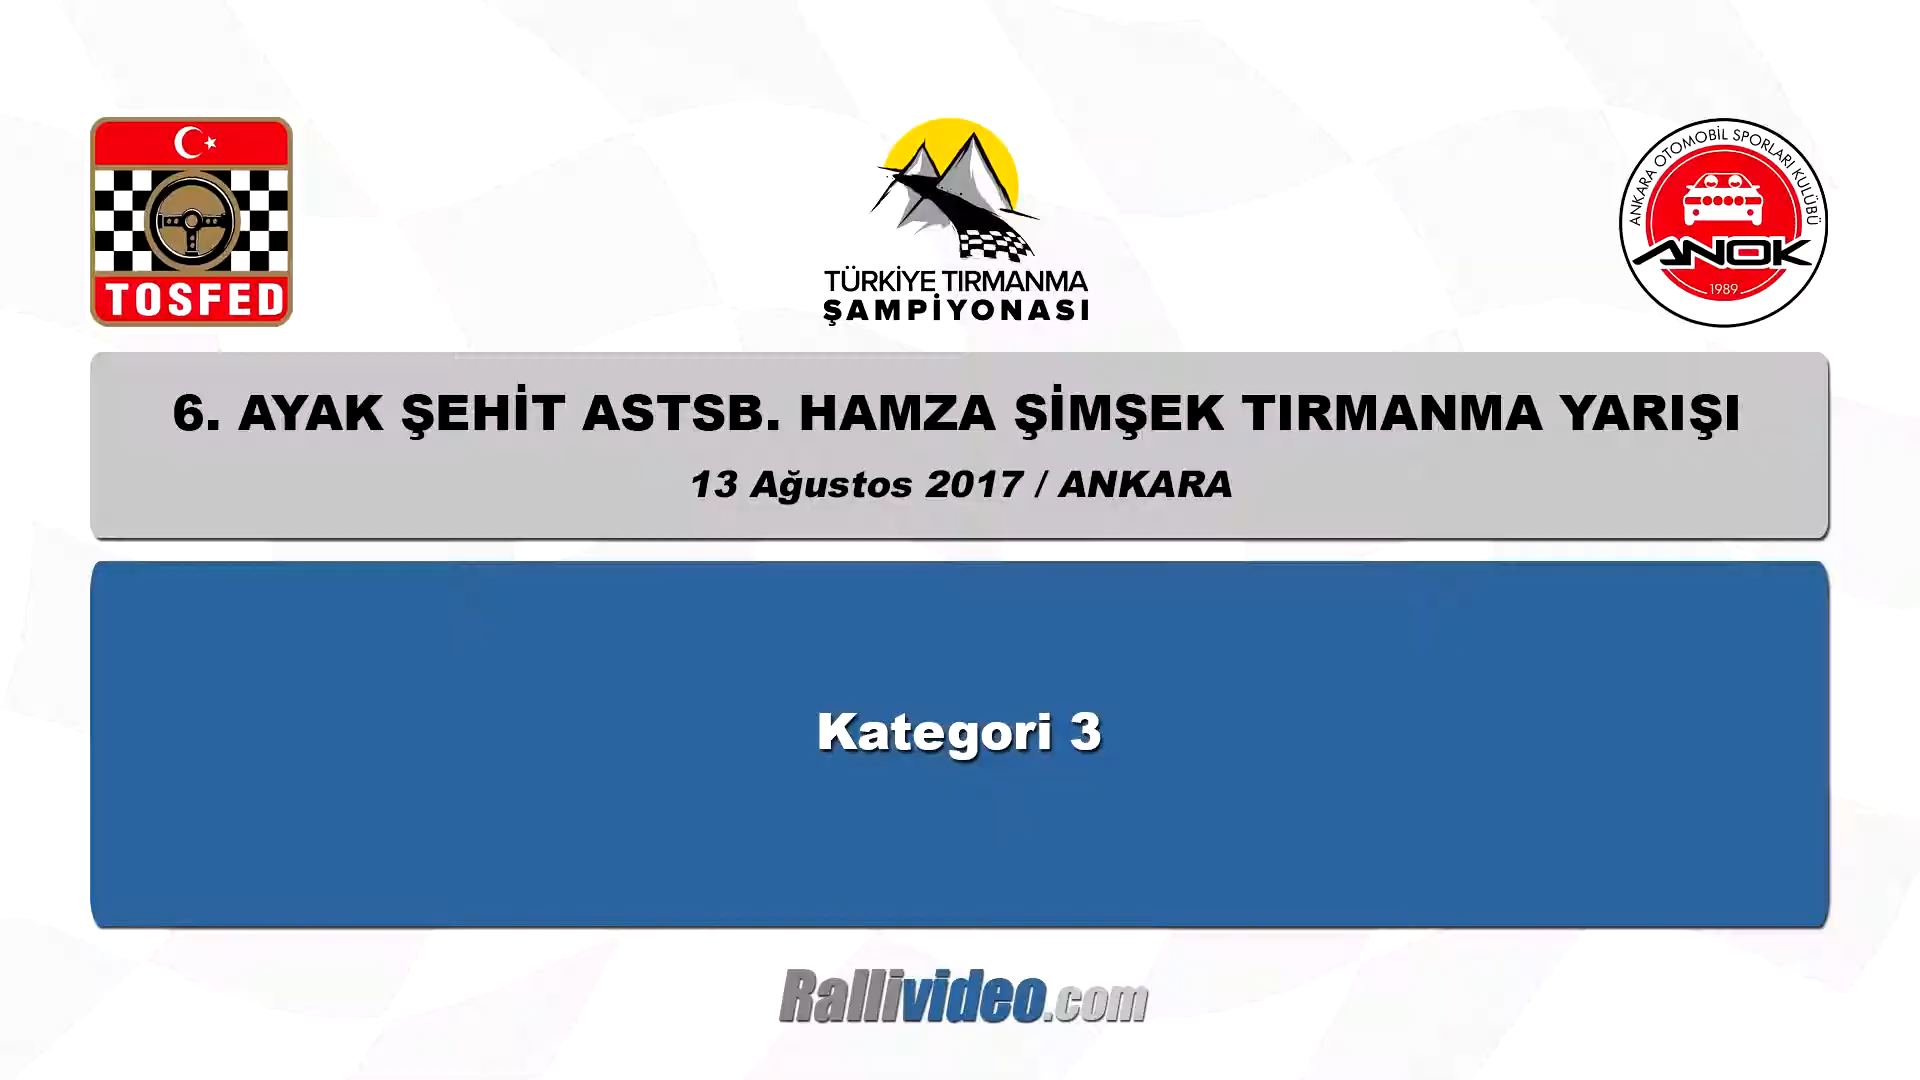 TOSFED
TÜRKİYE TIRMANMA
ŞAMPİYONASI
ANKARA OTOMOBİL SPORLARI KULÜBÜ
ANOK
1989
6. AYAK ŞEHİT ASTSB. HAMZA ŞİMŞEK TIRMANMA YARIŞI
13 Ağustos 2017 / ANKARA
Kategori 3
Rallivideo.com